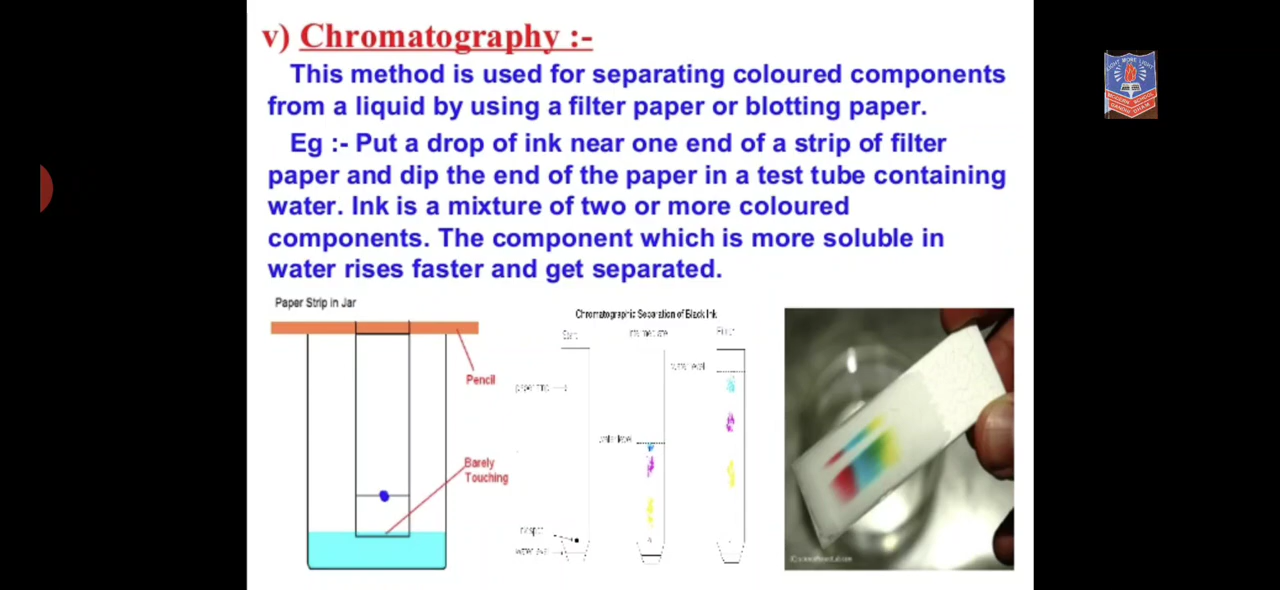 v) Chromatography :-
This method is used for separating coloured components
from a liquid by using a filter paper or blotting paper.
Eg :- Put a drop of ink near one end of a strip of filter
paper and dip the end of the paper in a test tube containing
water. Ink is a mixture of two or more coloured
components. The component which is more soluble in
water rises faster and get separated.
Paper Strip in Jar
Pencil
Barely
Touching
Chromatographic Separation of Black Ink
MODERN SCHOOL